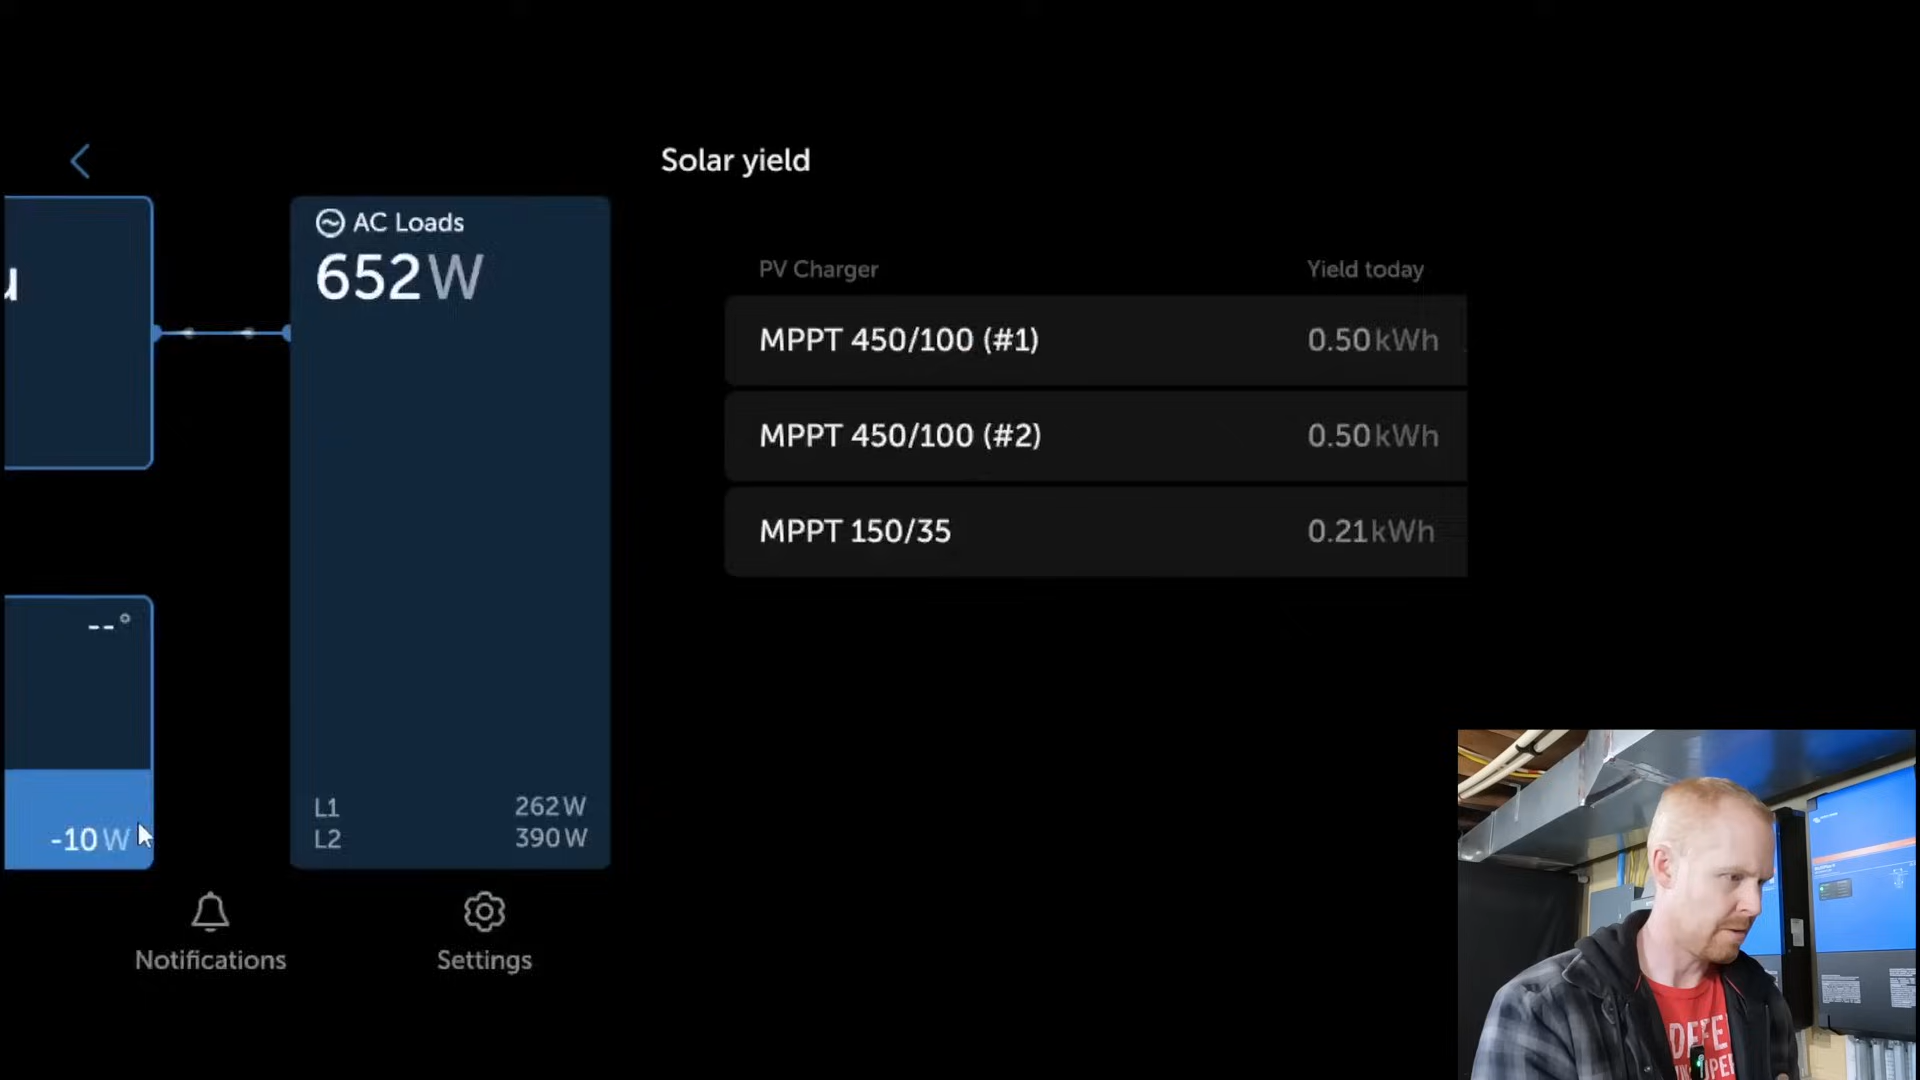 Solar yield
AC Loads
652W
PV Charger Yield today
MPPT 450/100 (#1) 0.50kWh
MPPT 450/100 (#2) 0.50kWh
MPPT 150/35 0.21kWh
--°
-10W
L1 262W
L2 390W
Notifications
Settings